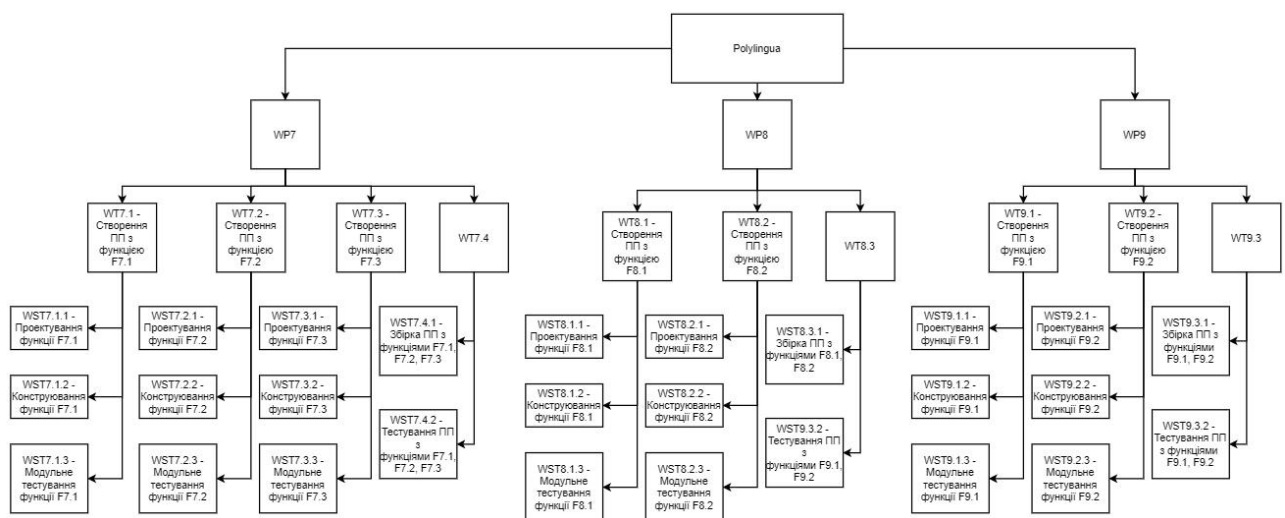 Polylingua
WP7
WP8
WP9
WT7.1 -
Створення
ПП з
функцією
F7.1
WT7.2 -
Створення
ПП з
функцією
F7.2
WT7.3 -
Створення
ПП з
функцією
F7.3
WT7.4
WT8.1 -
Створення
ПП з
функцією
F8.1
WT8.2 -
Створення
ПП з
функцією
F8.2
WT8.3
WT9.1 -
Створення
ПП з
функцією
F9.1
WT9.2 -
Створення
ПП з
функцією
F9.2
WT9.3
WST7.1.1 -
Проектування
функції F7.1
WST7.2.1 -
Проектування
функції F7.2
WST7.3.1 -
Проектування
функції F7.3
WST7.4.1 - Збірка
ПП з
функціями F7.1,
F7.2, F7.3
WST8.1.1 -
Проектування
функції F8.1
WST8.2.1 -
Проектування
функції F8.2
WST8.3.1 -
Збірка ПП з
функціями F8.1,
F8.2
WST9.1.1 -
Проектування
функції F9.1
WST9.2.1 -
Проектування
функції F9.2
WST9.3.1 -
Збірка ПП з
функціями
F9.1, F9.2
WST7.1.2 -
Конструювання
функції F7.1
WST7.2.2 -
Конструювання
функції F7.2
WST7.3.2 -
Конструювання
функції F7.3
WST7.4.2 -
Тестування ПП
з
функціями F7.1,
F7.2, F7.3
WST8.1.2 -
Конструювання
функції F8.1
WST8.2.2 -
Конструювання
функції F8.2
WST9.3.2 -
Тестування ПП
з
функціями F9.1,
F9.2
WST9.1.2 -
Конструювання
функції F9.1
WST9.2.2 -
Конструювання
функції F9.2
WST9.3.2 -
Тестування ПП
з функціями
F9.1, F9.2
WST7.1.3 -
Модульне
тестування
функції F7.1
WST7.2.3 -
Модульне
тестування
функції F7.2
WST7.3.3 -
Модульне
тестування
функції F7.3
WST8.1.3 -
Модульне
тестування
функції F8.1
WST8.2.3 -
Модульне
тестування
функції F8.2
WST9.1.3 -
Модульне
тестування
функції F9.1
WST9.2.3 -
Модульне
тестування
функції F9.2